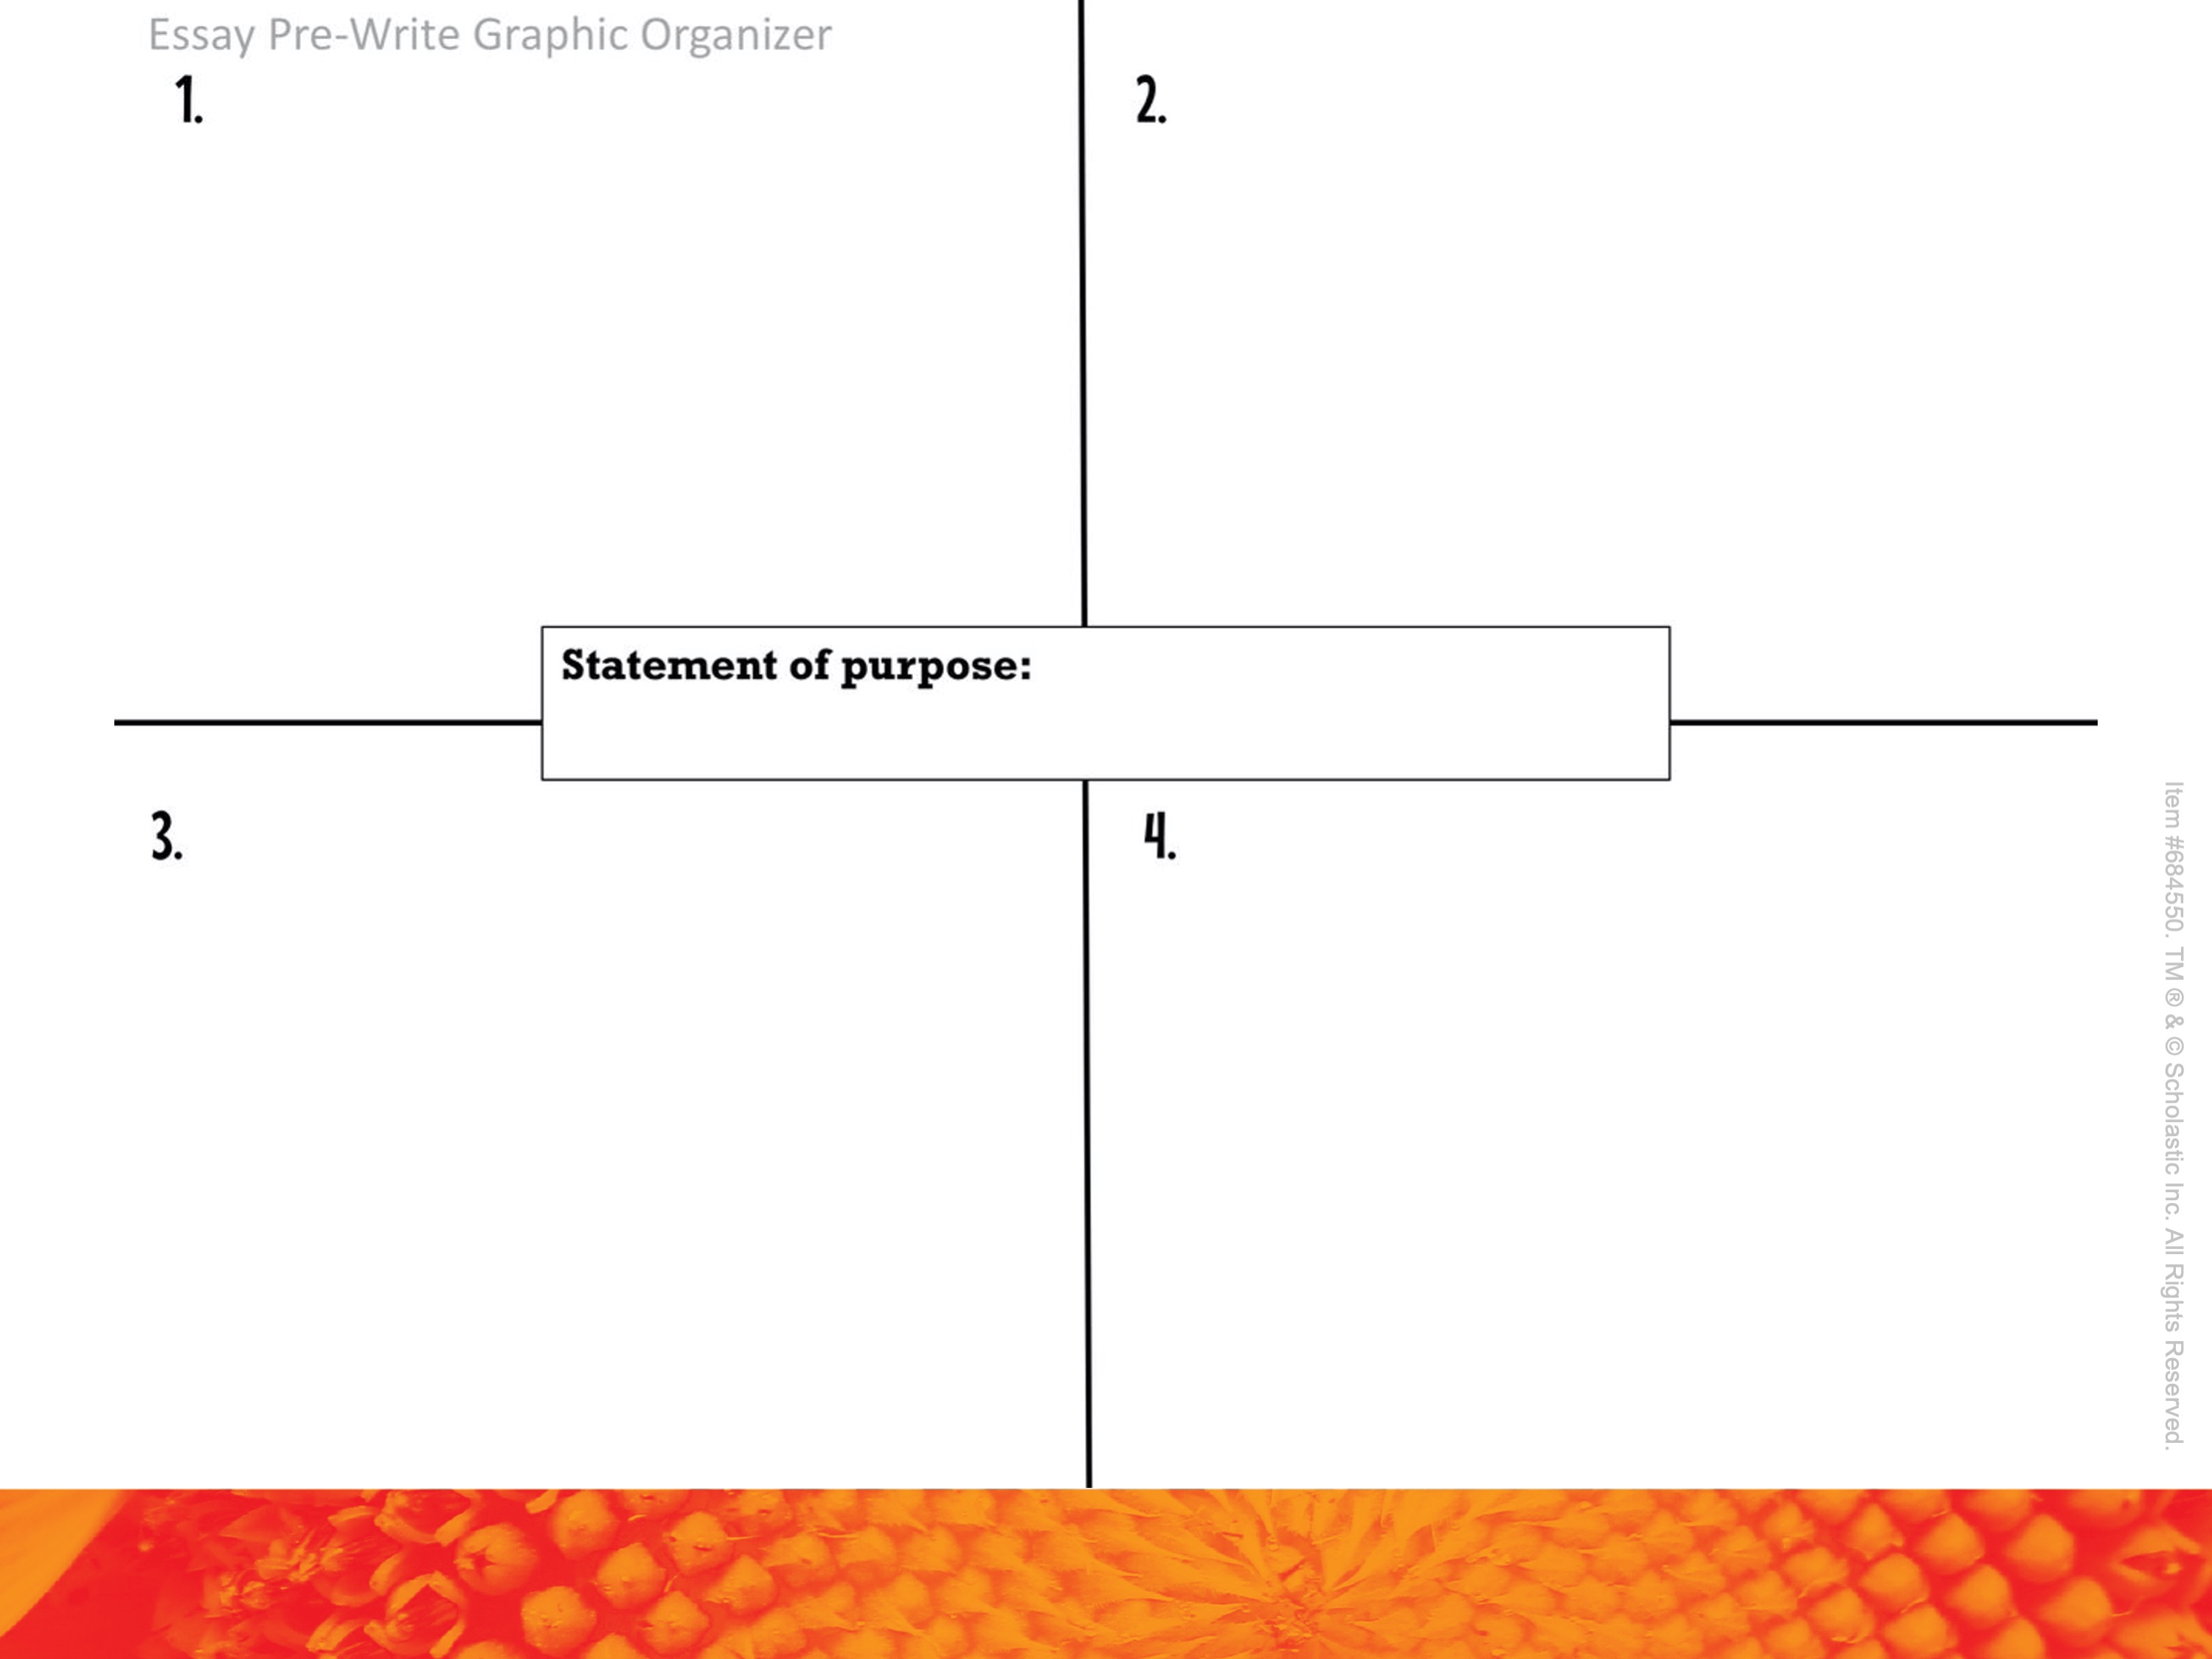 Essay Pre-Write Graphic Organizer
1.
2.
Statement of purpose:
3.
4.
Item #684550. TM ® & © Scholastic Inc. All Rights Reserved.